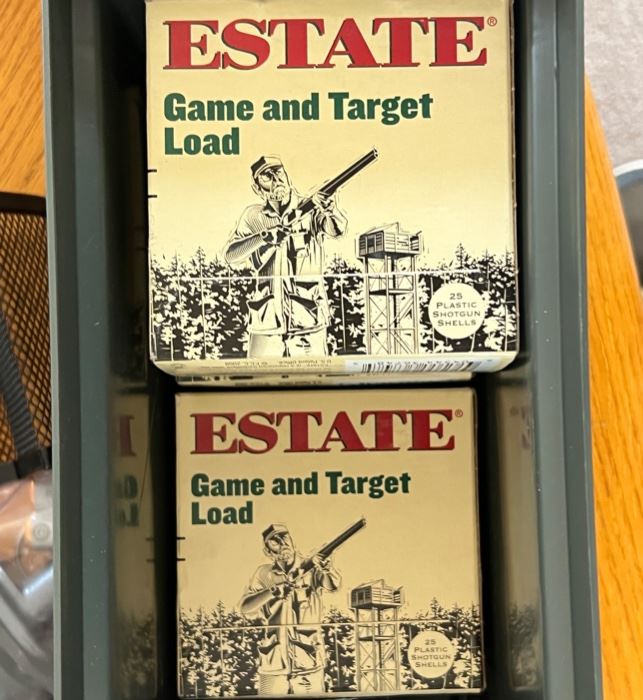 ESTATE®
Game and Target
Load
25
PLASTIC
SHOTGUN
SHELLS
ESTATE®
Game and Target
Load
25
PLASTIC
SHOTGUN
SHELLS